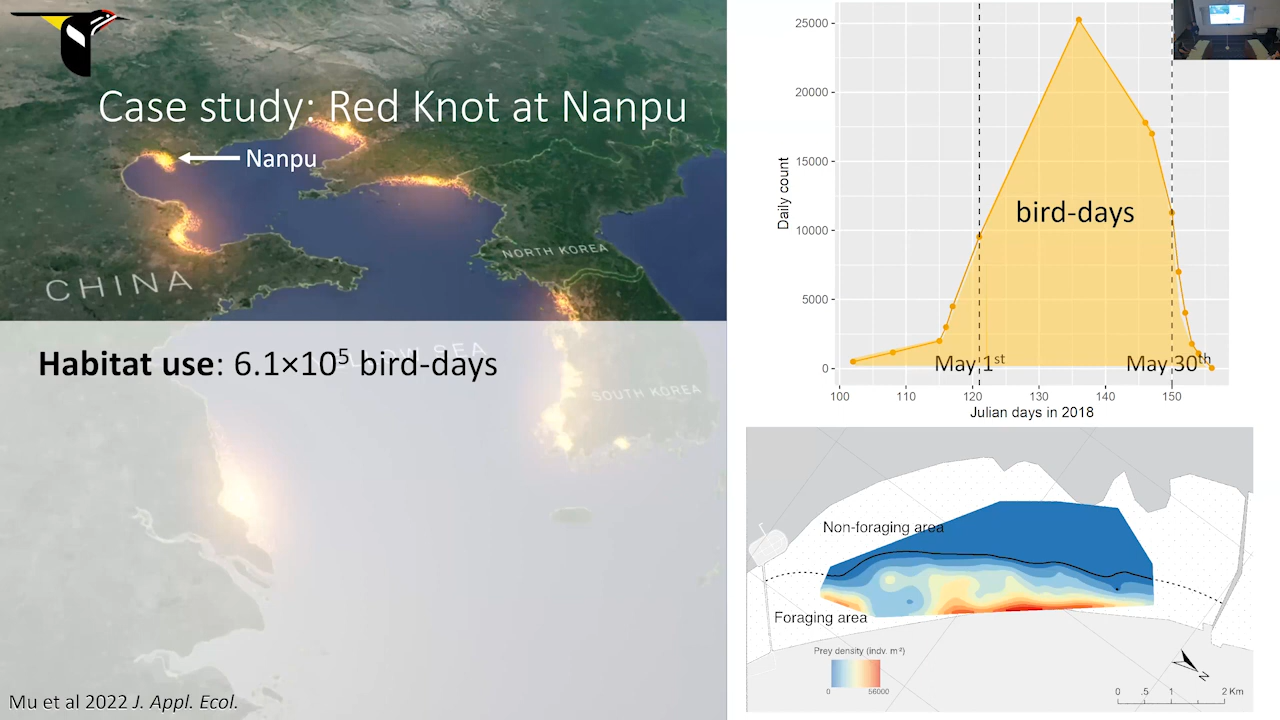 Case study: Red Knot at Nanpu
Nanpu
NORTH KOREA
CHINA
YELLOW SEA
SOUTH KOREA
Habitat use: 6.1×10⁵ bird-days
Mu et al 2022 J. Appl. Ecol.
25000
20000
15000
10000
5000
0
Daily count
bird-days
May 1st
May 30th
100 110 120 130 140 150
Julian days in 2018
Non-foraging area
Foraging area
Prey density (indv. m⁻²)
0 56000
N
0 .5 1 2 Km